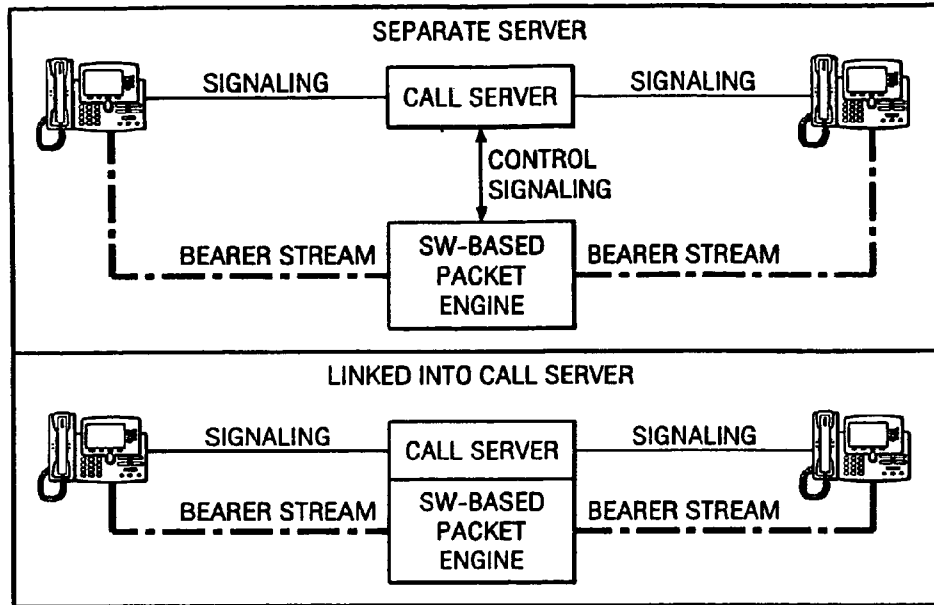 SEPARATE SERVER
SIGNALING
CALL SERVER
SIGNALING
CONTROL
SIGNALING
BEARER STREAM
SW-BASED
PACKET
ENGINE
BEARER STREAM
LINKED INTO CALL SERVER
SIGNALING
CALL SERVER
SIGNALING
BEARER STREAM
SW-BASED
PACKET
ENGINE
BEARER STREAM